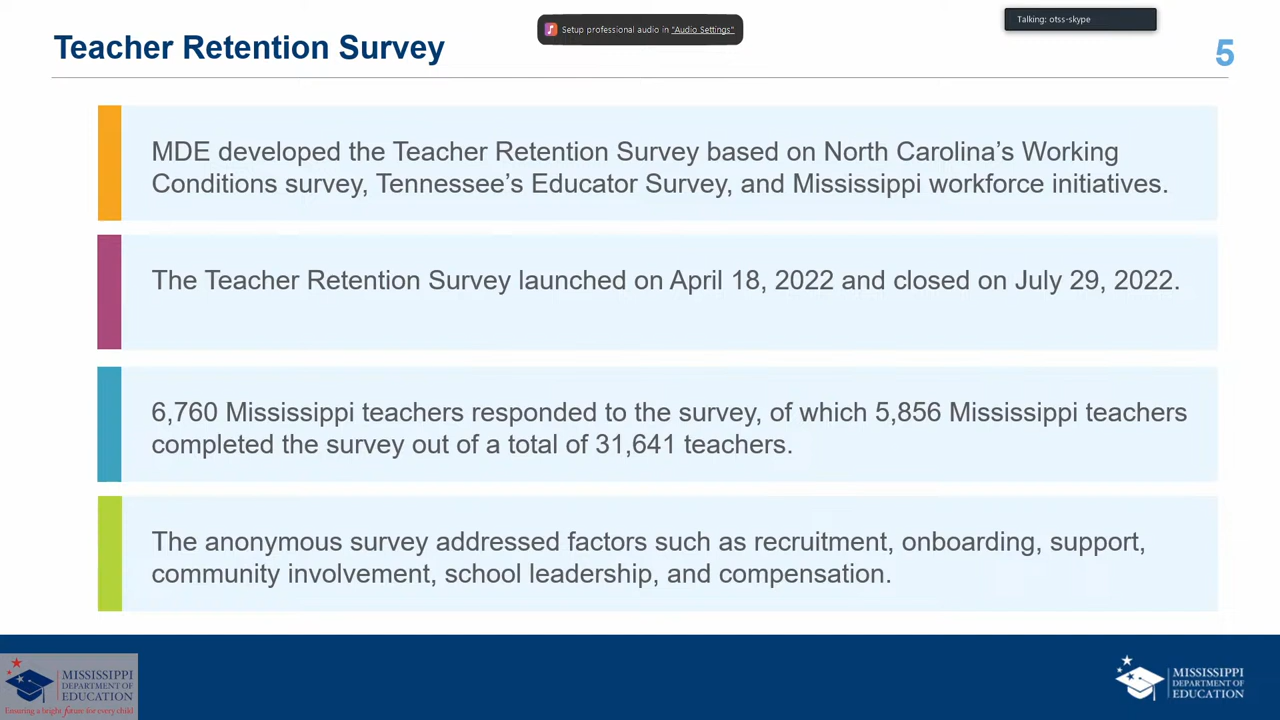 Setup professional audio in "Audio Settings"
Talking: otss-skype
Teacher Retention Survey
5
MDE developed the Teacher Retention Survey based on North Carolina’s Working
Conditions survey, Tennessee’s Educator Survey, and Mississippi workforce initiatives.
The Teacher Retention Survey launched on April 18, 2022 and closed on July 29, 2022.
6,760 Mississippi teachers responded to the survey, of which 5,856 Mississippi teachers
completed the survey out of a total of 31,641 teachers.
The anonymous survey addressed factors such as recruitment, onboarding, support,
community involvement, school leadership, and compensation.
MISSISSIPPI
DEPARTMENT OF
EDUCATION
Ensuring a bright future for every child
MISSISSIPPI
DEPARTMENT OF
EDUCATION